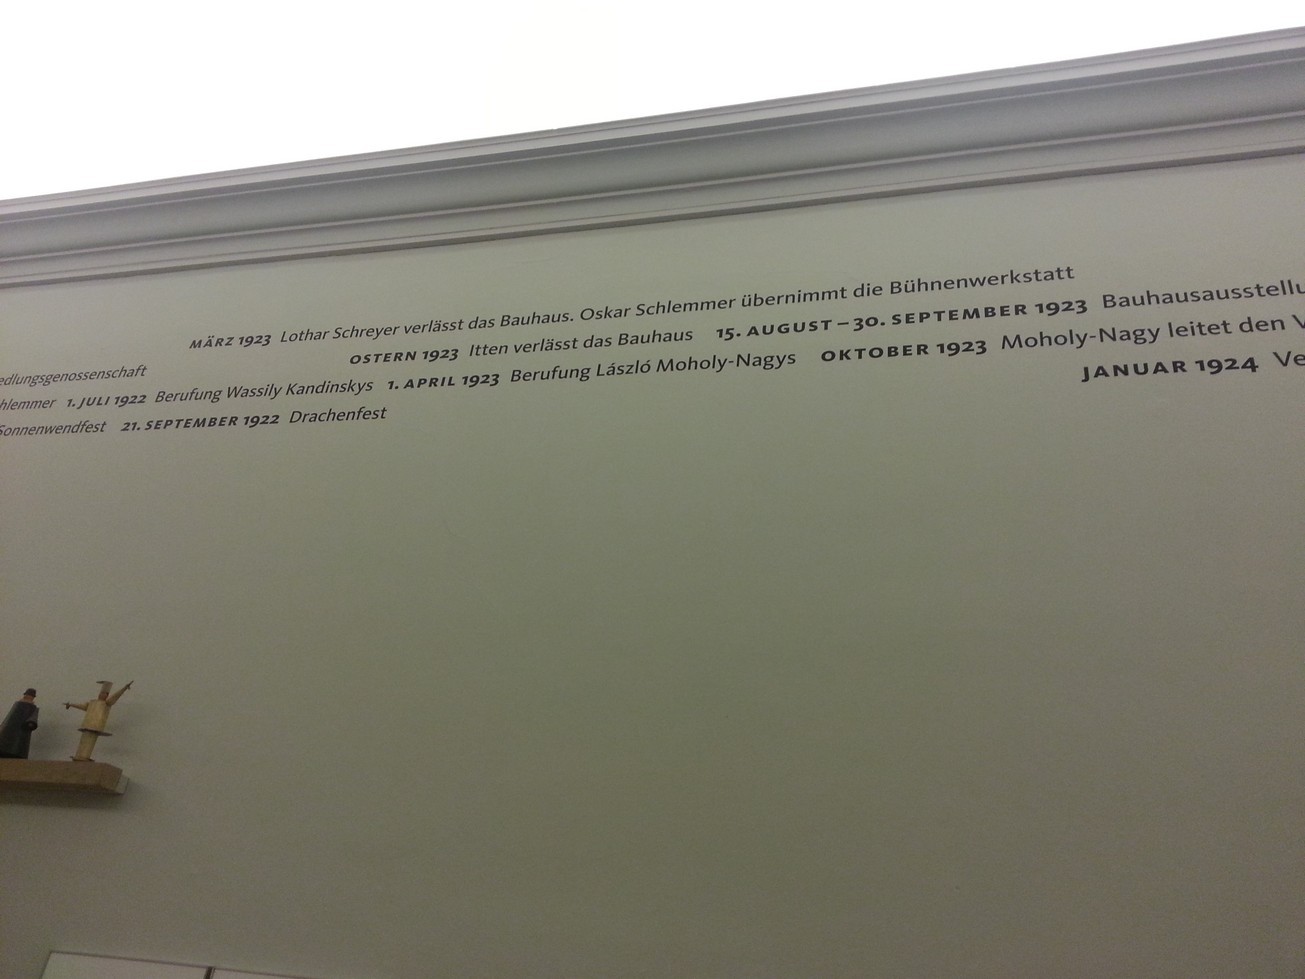 MÄRZ 1923 Lothar Schreyer verlässt das Bauhaus. Oskar Schlemmer übernimmt die Bühnenwerkstatt
edlungsgenossenschaft OSTERN 1923 Itten verlässt das Bauhaus 15. AUGUST – 30. SEPTEMBER 1923 Bauhausausstellu
hlemmer 1. JULI 1922 Berufung Wassily Kandinskys 1. APRIL 1923 Berufung László Moholy-Nagys OKTOBER 1923 Moholy-Nagy leitet den V
Sonnenwendfest 21. SEPTEMBER 1922 Drachenfest JANUAR 1924 Ve